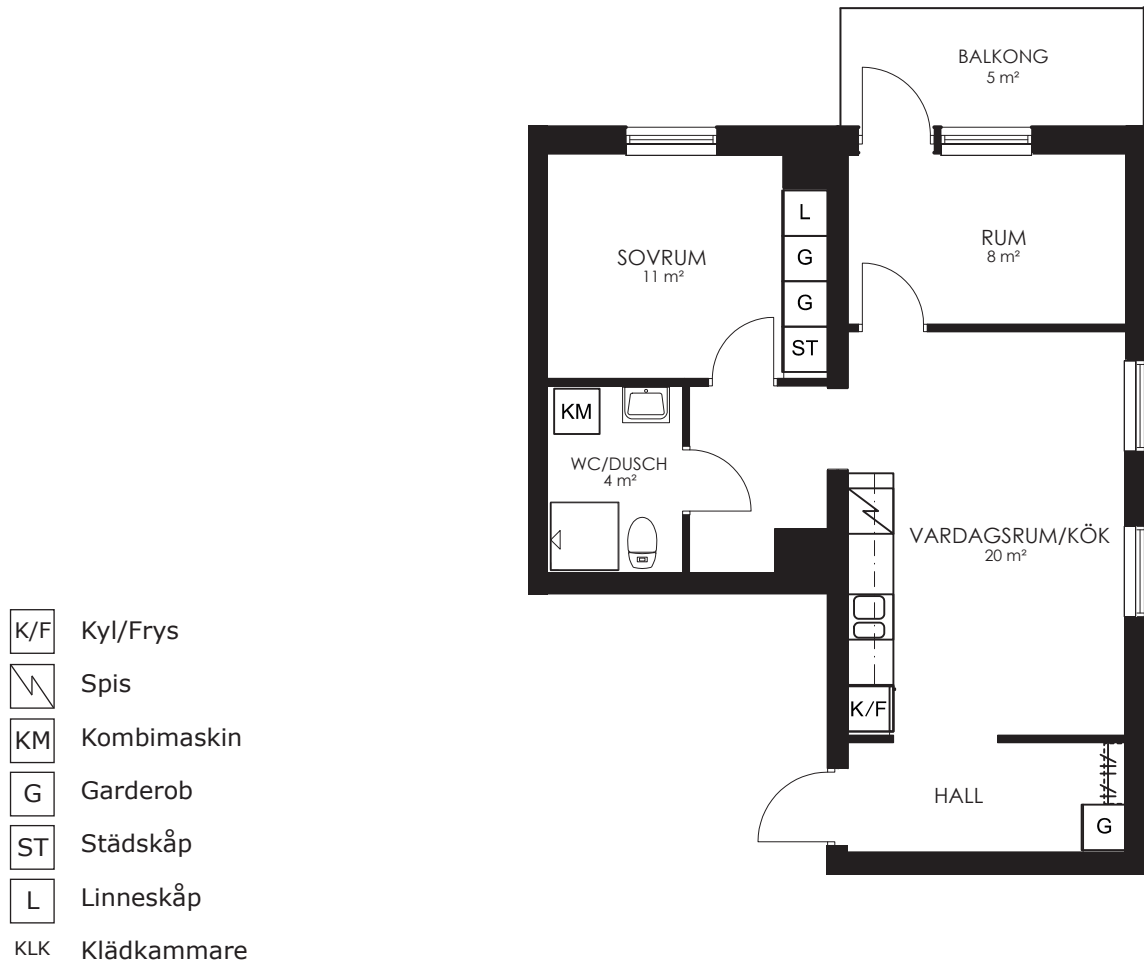 BALKONG
5 m²
SOVRUM
11 m²
L
G
G
ST
RUM
8 m²
KM
WC/DUSCH
4 m²
VARDAGSRUM/KÖK
20 m²
K/F
HALL
G
K/F Kyl/Frys
Spis
KM Kombimaskin
G Garderob
ST Städskåp
L Linneskåp
KLK Klädkammare